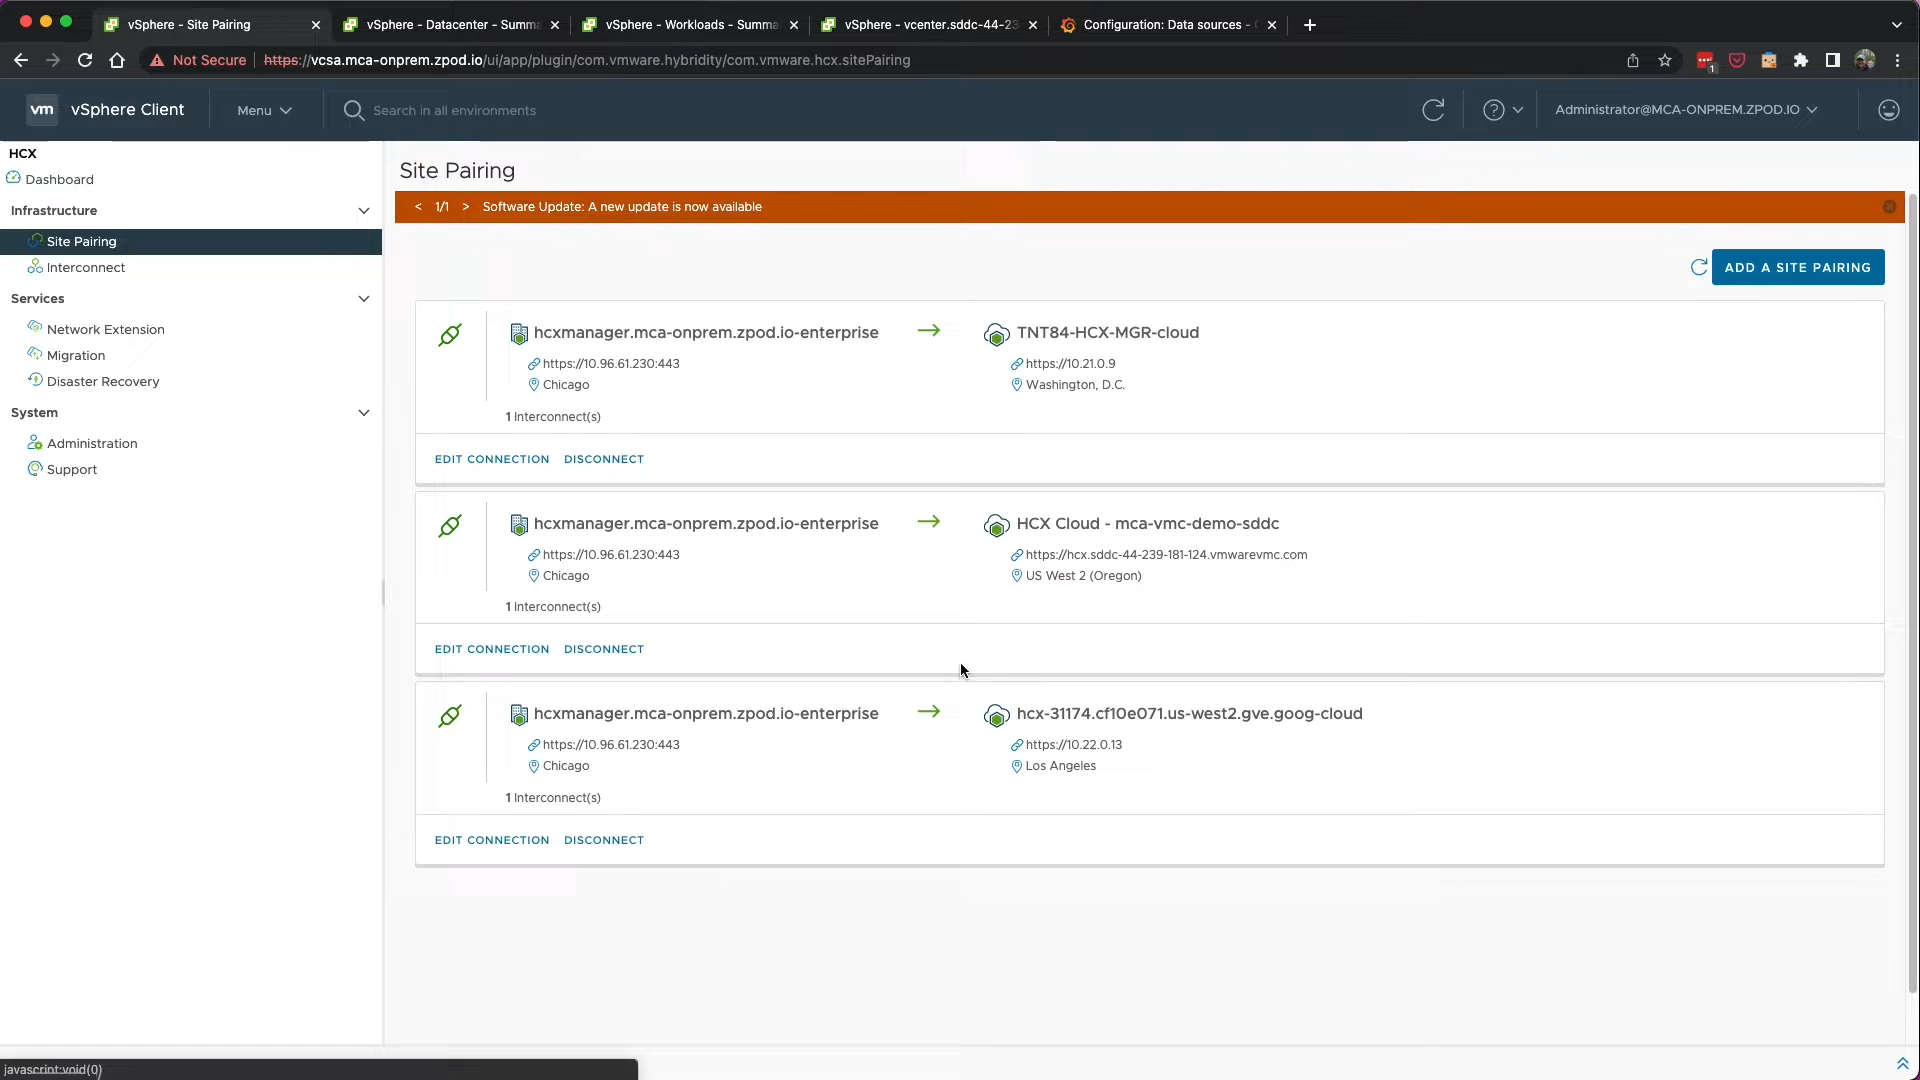 vSphere - Site Pairing
vSphere - Datacenter - Summ
vSphere - Workloads - Summa
vSphere - vcenter.sddc-44-23
Configuration: Data sources -
Not Secure
https://vcsa.mca-onprem.zpod.io/ui/app/plugin/com.vmware.hybridity/com.vmware.hcx.sitePairing
1
vm
vSphere Client
Menu
Search in all environments
Administrator@MCA-ONPREM.ZPOD.IO
HCX
Dashboard
Infrastructure
Site Pairing
Interconnect
Services
Network Extension
Migration
Disaster Recovery
System
Administration
Support
Site Pairing
< 1/1 > Software Update: A new update is now available
ADD A SITE PAIRING
hcxmanager.mca-onprem.zpod.io-enterprise
https://10.96.61.230:443
Chicago
1 Interconnect(s)
TNT84-HCX-MGR-cloud
https://10.21.0.9
Washington, D.C.
EDIT CONNECTION DISCONNECT
hcxmanager.mca-onprem.zpod.io-enterprise
https://10.96.61.230:443
Chicago
1 Interconnect(s)
HCX Cloud - mca-vmc-demo-sddc
https://hcx.sddc-44-239-181-124.vmwarevmc.com
US West 2 (Oregon)
EDIT CONNECTION DISCONNECT
hcxmanager.mca-onprem.zpod.io-enterprise
https://10.96.61.230:443
Chicago
1 Interconnect(s)
hcx-31174.cf10e071.us-west2.gve.goog-cloud
https://10.22.0.13
Los Angeles
EDIT CONNECTION DISCONNECT
javascript:void(0)